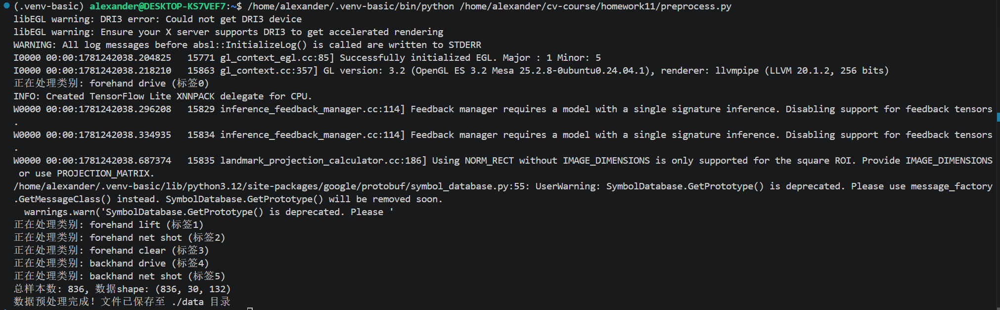 (.venv-basic) alexander@DESKTOP-KS7VEF7:~$ /home/alexander/.venv-basic/bin/python /home/alexander/cv-course/homework11/preprocess.py
libEGL warning: DRI3 error: Could not get DRI3 device
libEGL warning: Ensure your X server supports DRI3 to get accelerated rendering
WARNING: All log messages before absl::InitializeLog() is called are written to STDERR
I0000 00:00:1781242038.204825   15771 gl_context_egl.cc:85] Successfully initialized EGL. Major : 1 Minor: 5
I0000 00:00:1781242038.218210   15863 gl_context.cc:357] GL version: 3.2 (OpenGL ES 3.2 Mesa 25.2.8-0ubuntu0.24.04.1), renderer: llvmpipe (LLVM 20.1.2, 256 bits)
正在处理类别: forehand drive (标签0)
INFO: Created TensorFlow Lite XNNPACK delegate for CPU.
W0000 00:00:1781242038.296208   15829 inference_feedback_manager.cc:114] Feedback manager requires a model with a single signature inference. Disabling support for feedback tensors
.
W0000 00:00:1781242038.334935   15834 inference_feedback_manager.cc:114] Feedback manager requires a model with a single signature inference. Disabling support for feedback tensors
.
W0000 00:00:1781242038.687374   15835 landmark_projection_calculator.cc:186] Using NORM_RECT without IMAGE_DIMENSIONS is only supported for the square ROI. Provide IMAGE_DIMENSIONS
 or use PROJECTION_MATRIX.
/home/alexander/.venv-basic/lib/python3.12/site-packages/google/protobuf/symbol_database.py:55: UserWarning: SymbolDatabase.GetPrototype() is deprecated. Please use message_factory
.GetMessageClass() instead. SymbolDatabase.GetPrototype() will be removed soon.
  warnings.warn('SymbolDatabase.GetPrototype() is deprecated. Please '
正在处理类别: forehand lift (标签1)
正在处理类别: forehand net shot (标签2)
正在处理类别: forehand clear (标签3)
正在处理类别: backhand drive (标签4)
正在处理类别: backhand net shot (标签5)
总样本数: 836, 数据shape: (836, 30, 132)
数据预处理完成! 文件已保存至 ./data 目录